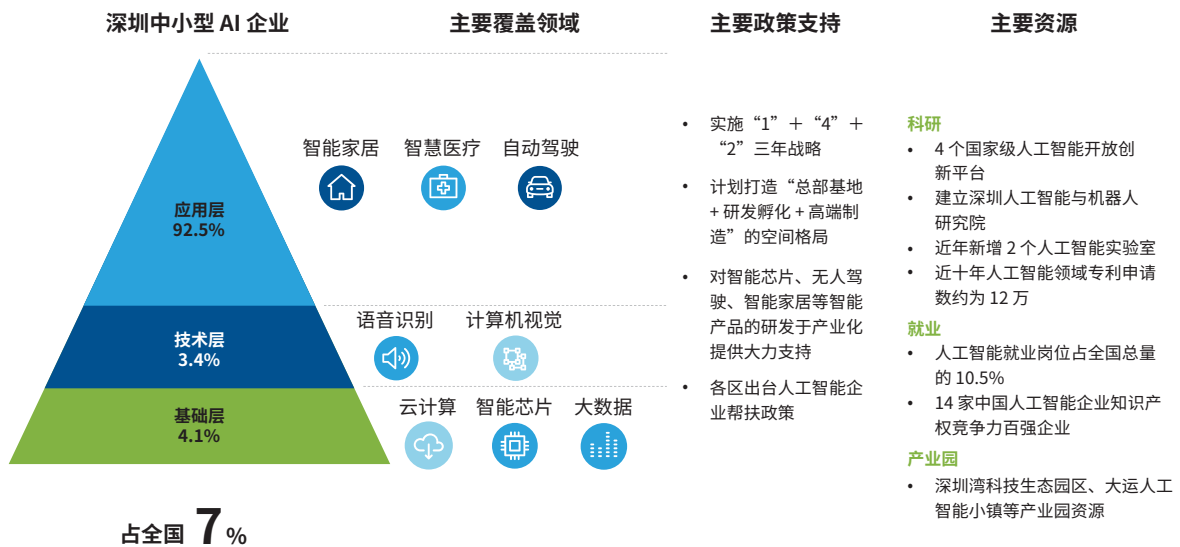 深圳中小型 AI 企业
应用层
92.5%
技术层
3.4%
基础层
4.1%
占全国 7 %
主要覆盖领域
智能家居
智慧医疗
自动驾驶
语音识别
计算机视觉
云计算
智能芯片
大数据
主要政策支持
• 实施“1”＋“4”＋
“2”三年战略
• 计划打造“总部基地
+ 研发孵化 + 高端制
造”的空间格局
• 对智能芯片、无人驾
驶、智能家居等智能
产品的研发于产业化
提供大力支持
• 各区出台人工智能企
业帮扶政策
主要资源
科研
• 4 个国家级人工智能开放创
新平台
• 建立深圳人工智能与机器人
研究院
• 近年新增 2 个人工智能实验室
• 近十年人工智能领域专利申请
数约为 12 万
就业
• 人工智能就业岗位占全国总量
的 10.5%
• 14 家中国人工智能企业知识产
权竞争力百强企业
产业园
• 深圳湾科技生态园区、大运人工
智能小镇等产业园资源